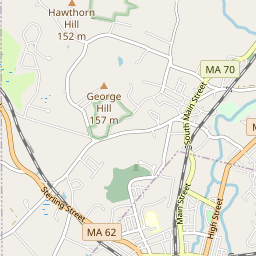 Hawthorn
Hill
152 m
George
Hill
157 m
MA 70
South Main Street
Sterling Street
MA 62
Main Street
High Street